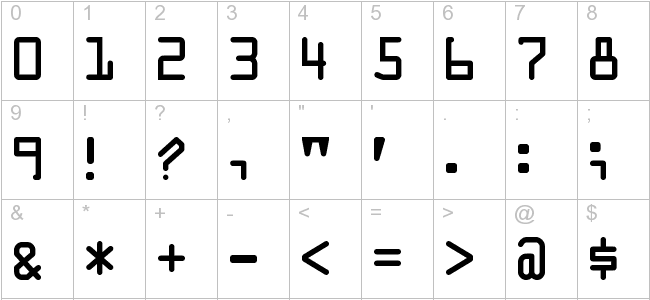 0 1 2 3 4 5 6 7 8
0 1 2 3 4 5 6 7 8
9 ! ? , " ' . : ;
9 ! ? , " ' . : ;
& * + - < = > @ $
& * + - < = > @ $